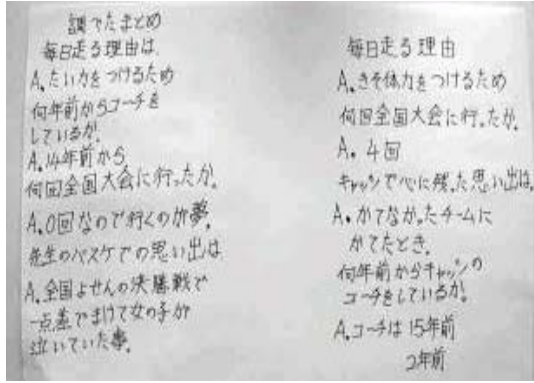 調べたまとめ
毎日走る理由は、
A.たい力をつけるため
何年前からコーチを
しているか。
A.14年前から
何回全国大会に行ったか。
A.0回なので行くのが夢。
先生のバスケでの思い出は
A.全国よせんの決勝戦で
一点差でまけて女の子が
泣いていた事。
毎日走る理由
A.きそ体力をつけるため
何回全国大会に行ったか。
A.4回
キャッツで心に残った思い出は。
A.かてなかったチームに
かてたとき。
何年前からキャッツの
コーチをしているか。
A.コーチは15年前
2年前